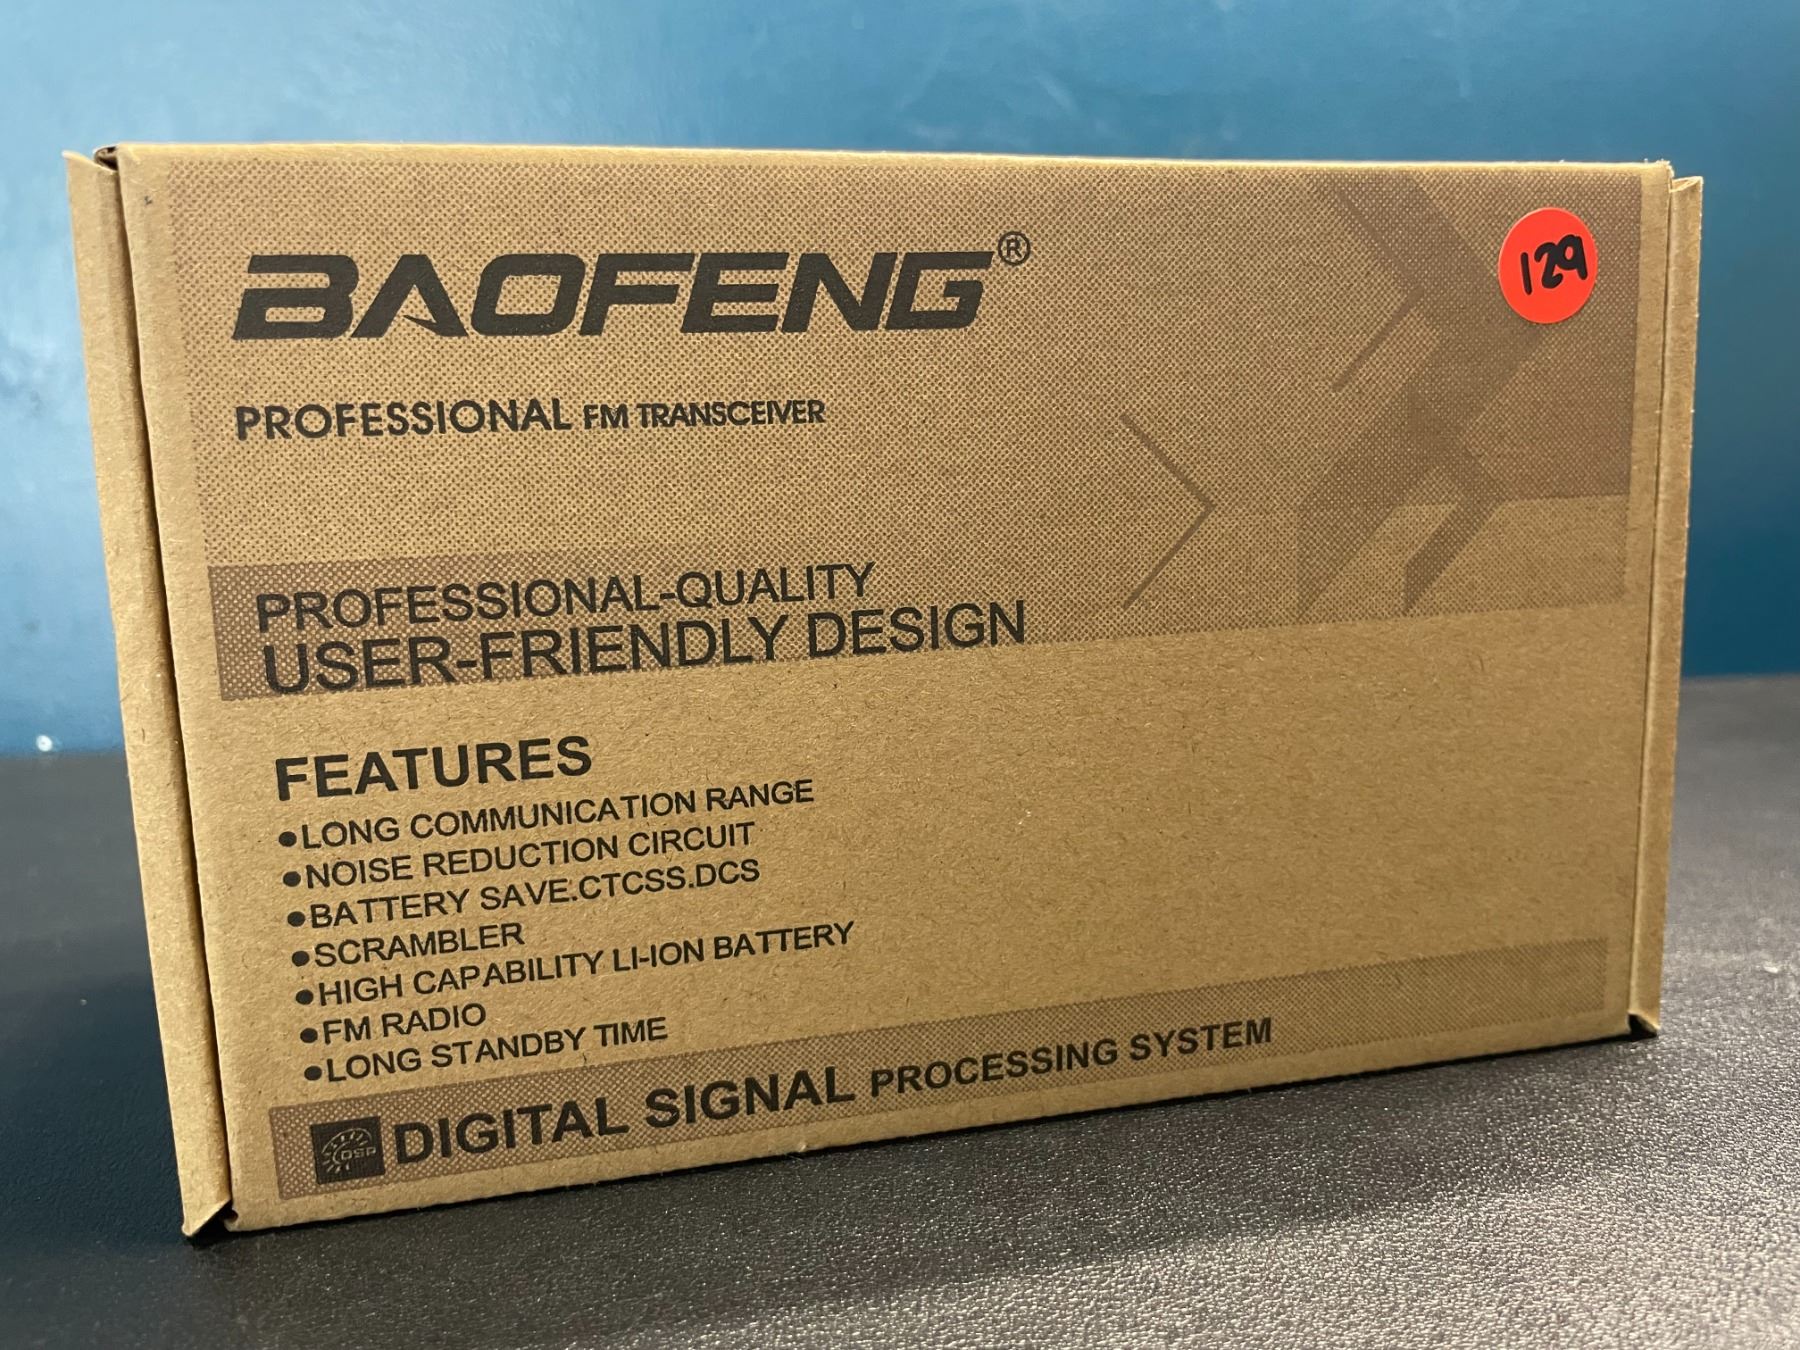 BAOFENG®
129
PROFESSIONAL FM TRANSCEIVER
PROFESSIONAL-QUALITY
USER-FRIENDLY DESIGN
FEATURES
●LONG COMMUNICATION RANGE
●NOISE REDUCTION CIRCUIT
●BATTERY SAVE.CTCSS.DCS
●SCRAMBLER
●HIGH CAPABILITY LI-ION BATTERY
●FM RADIO
●LONG STANDBY TIME
DSP DIGITAL SIGNAL PROCESSING SYSTEM